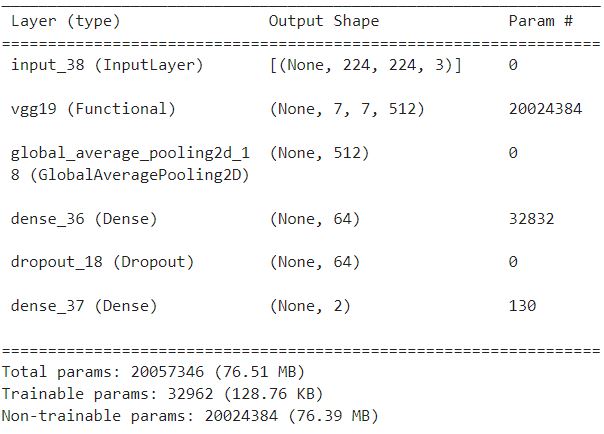 Layer (type) Output Shape Param #
=================================================================
input_38 (InputLayer) [(None, 224, 224, 3)] 0
vgg19 (Functional) (None, 7, 7, 512) 20024384
global_average_pooling2d_1 (None, 512) 0
8 (GlobalAveragePooling2D)
dense_36 (Dense) (None, 64) 32832
dropout_18 (Dropout) (None, 64) 0
dense_37 (Dense) (None, 2) 130
=================================================================
Total params: 20057346 (76.51 MB)
Trainable params: 32962 (128.76 KB)
Non-trainable params: 20024384 (76.39 MB)